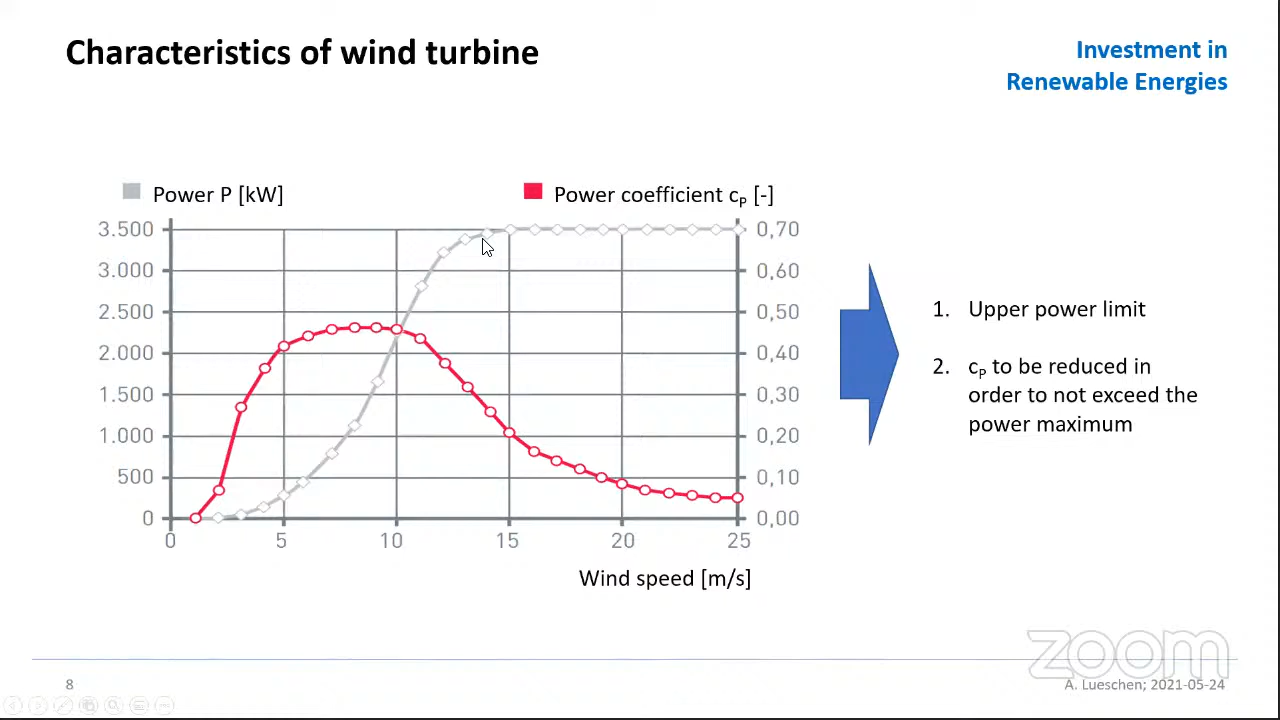 Characteristics of wind turbine
Investment in
Renewable Energies
Power P [kW]
Power coefficient cP [-]
3.500
3.000
2.500
2.000
1.500
1.000
500
0
0,70
0,60
0,50
0,40
0,30
0,20
0,10
0,00
0 5 10 15 20 25
Wind speed [m/s]
1. Upper power limit
2. cP to be reduced in
order to not exceed the
power maximum
zoom
8
A. Lueschen; 2021-05-24